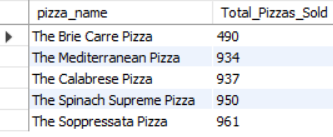 pizza_name Total_Pizzas_Sold
The Brie Carre Pizza 490
The Mediterranean Pizza 934
The Calabrese Pizza 937
The Spinach Supreme Pizza 950
The Soppressata Pizza 961